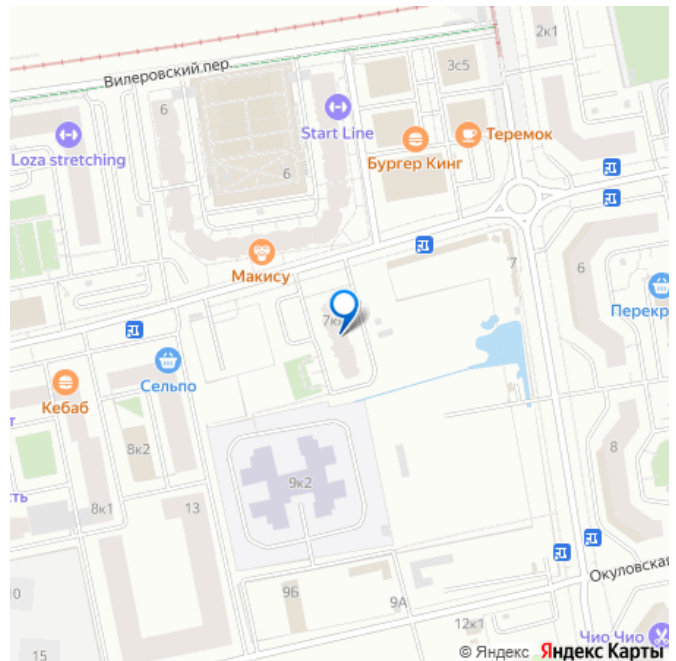 2к1
3с5
Вилеровский пер.
6
Start Line
Теремок
Loza stretching
Бургер Кинг
6
Макису
7
6
Перекр
Сельпо
Кебаб
т
8к2
8
9к2
сть
8к1
13
Окуловская
0
9Б
9А
12к1
15
Чио Чио
© Яндекс Яндекс Карты